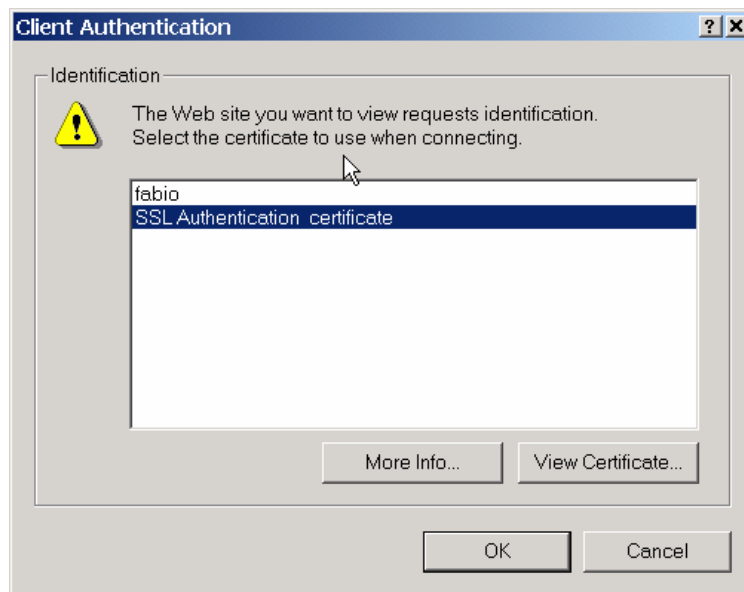 Client Authentication
Identification
The Web site you want to view requests identification.
Select the certificate to use when connecting.
fabio
SSL Authentication certificate
More Info...
View Certificate...
OK
Cancel